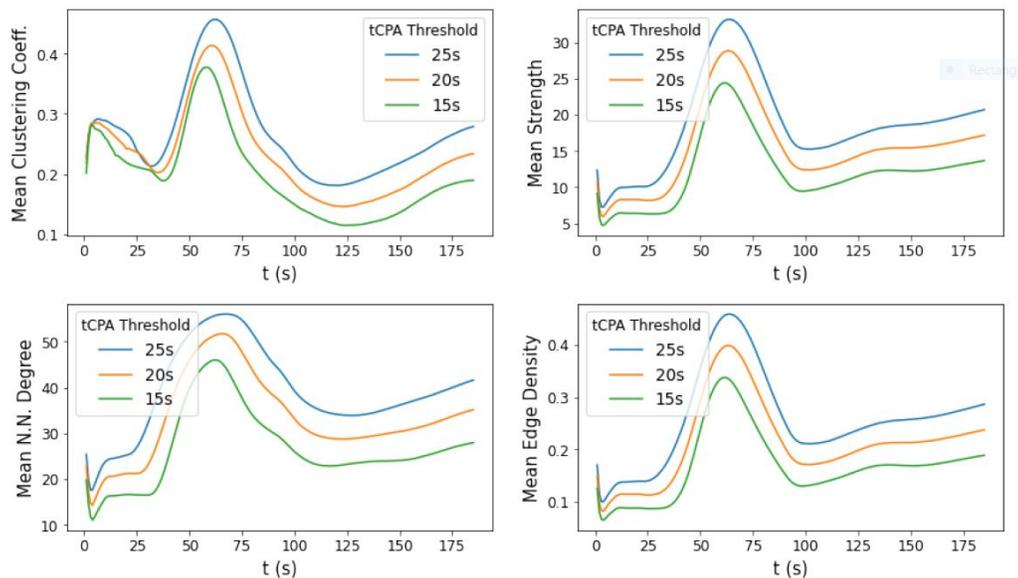 Mean Clustering Coeff.
0.4
0.3
0.2
0.1
tCPA Threshold
25s
20s
15s
0 25 50 75 100 125 150 175
t (s)
Mean Strength
30
25
20
15
10
5
tCPA Threshold
25s
20s
15s
Rectang
0 25 50 75 100 125 150 175
t (s)
Mean N.N. Degree
50
40
30
20
10
tCPA Threshold
25s
20s
15s
0 25 50 75 100 125 150 175
t (s)
Mean Edge Density
0.4
0.3
0.2
0.1
tCPA Threshold
25s
20s
15s
0 25 50 75 100 125 150 175
t (s)